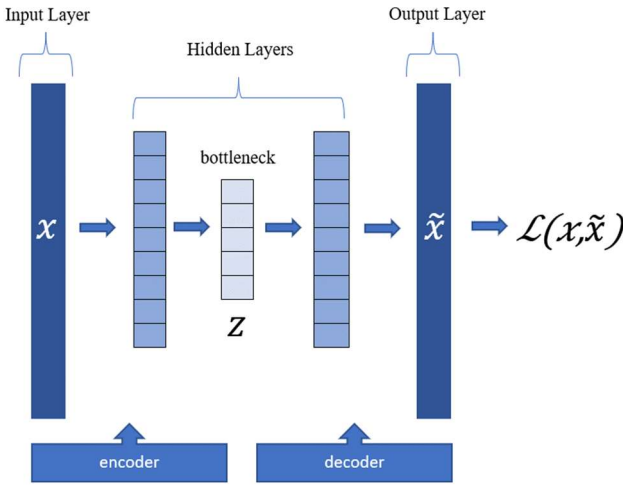 Input Layer
Output Layer
Hidden Layers
bottleneck
x
x̃
ℒ(x,x̃)
z
encoder
decoder